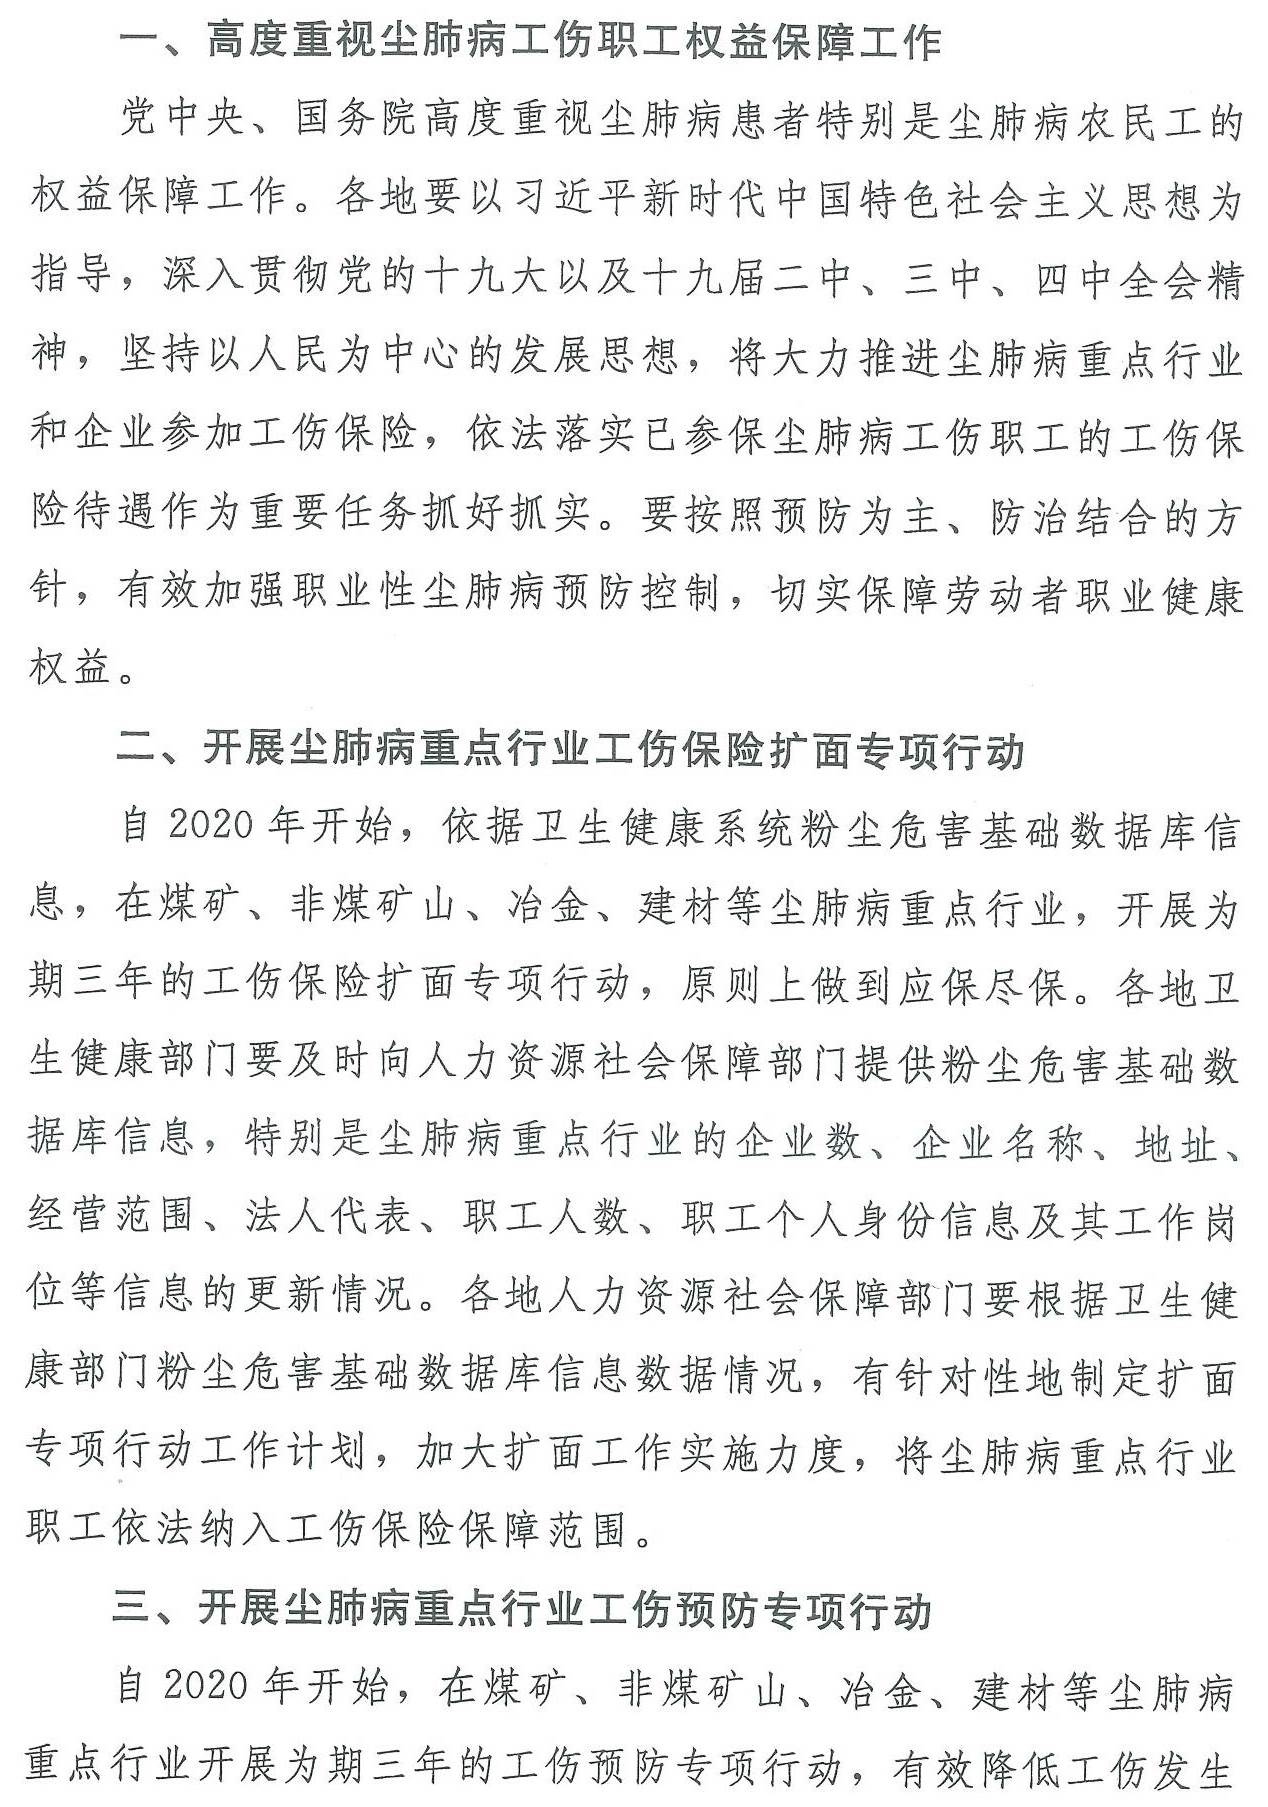 一、高度重视尘肺病工伤职工权益保障工作
党中央、国务院高度重视尘肺病患者特别是尘肺病农民工的
权益保障工作。各地要以习近平新时代中国特色社会主义思想为
指导，深入贯彻党的十九大以及十九届二中、三中、四中全会精
神，坚持以人民为中心的发展思想，将大力推进尘肺病重点行业
和企业参加工伤保险，依法落实已参保尘肺病工伤职工的工伤保
险待遇作为重要任务抓好抓实。要按照预防为主、防治结合的方
针，有效加强职业性尘肺病预防控制，切实保障劳动者职业健康
权益。
二、开展尘肺病重点行业工伤保险扩面专项行动
自 2020 年开始，依据卫生健康系统粉尘危害基础数据库信
息，在煤矿、非煤矿山、冶金、建材等尘肺病重点行业，开展为
期三年的工伤保险扩面专项行动，原则上做到应保尽保。各地卫
生健康部门要及时向人力资源社会保障部门提供粉尘危害基础数
据库信息，特别是尘肺病重点行业的企业数、企业名称、地址、
经营范围、法人代表、职工人数、职工个人身份信息及其工作岗
位等信息的更新情况。各地人力资源社会保障部门要根据卫生健
康部门粉尘危害基础数据库信息数据情况，有针对性地制定扩面
专项行动工作计划，加大扩面工作实施力度，将尘肺病重点行业
职工依法纳入工伤保险保障范围。
三、开展尘肺病重点行业工伤预防专项行动
自 2020 年开始，在煤矿、非煤矿山、冶金、建材等尘肺病
重点行业开展为期三年的工伤预防专项行动，有效降低工伤发生